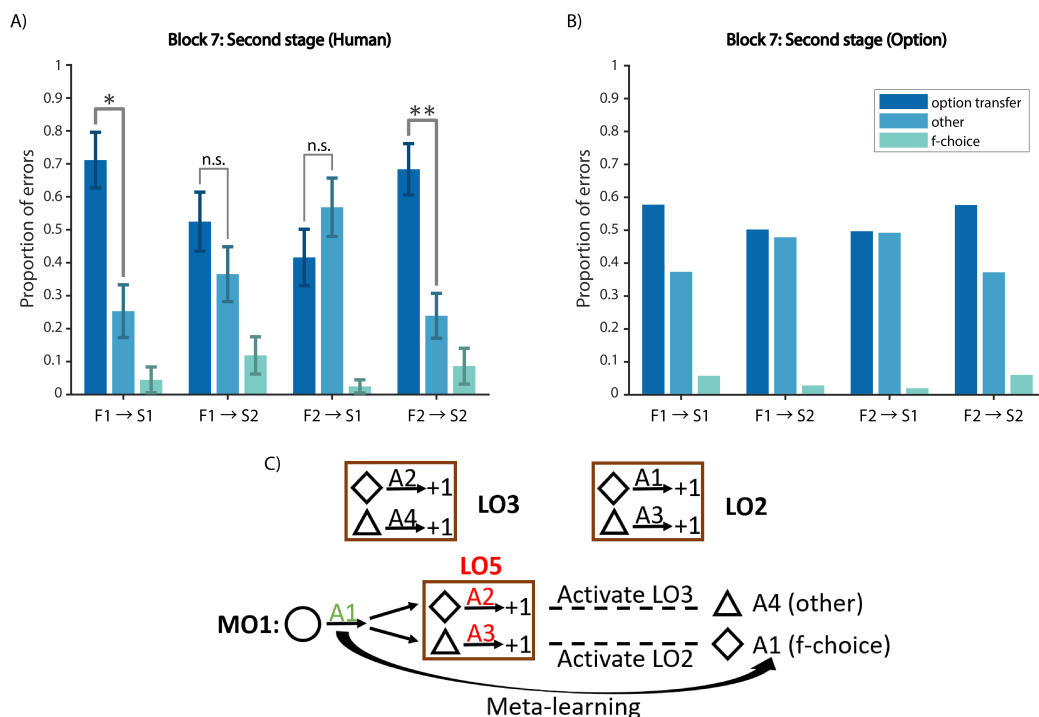 A)
Block 7: Second stage (Human)
Proportion of errors
1
0.9
0.8
0.7
0.6
0.5
0.4
0.3
0.2
0.1
0
*
n.s.
n.s.
**
F1 → S1
F1 → S2
F2 → S1
F2 → S2
B)
Block 7: Second stage (Option)
Proportion of errors
1
0.9
0.8
0.7
0.6
0.5
0.4
0.3
0.2
0.1
0
option transfer
other
f-choice
F1 → S1
F1 → S2
F2 → S1
F2 → S2
C)
A2 +1
A4 +1
LO3
A1 +1
A3 +1
LO2
LO5
MO1: A1
A2 +1
A3 +1
Activate LO3
A4 (other)
Activate LO2
A1 (f-choice)
Meta-learning